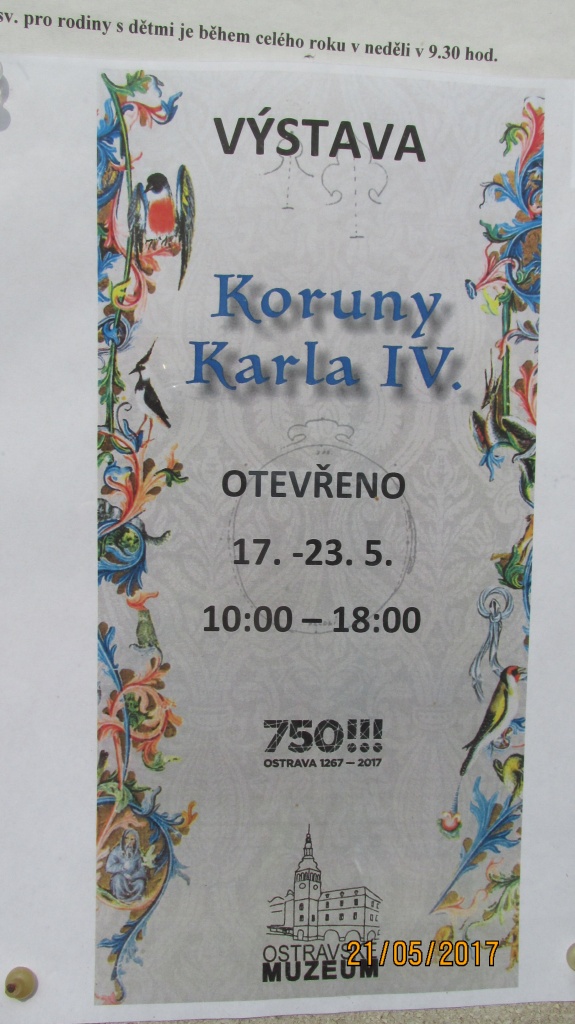 sv. pro rodiny s dětmi je během celého roku v neděli v 9.30 hod.
VÝSTAVA
Koruny
Karla IV.
OTEVŘENO
17. -23. 5.
10:00 – 18:00
750!!!
OSTRAVA 1267 – 2017
OSTRAVS
MUZEUM
21/05/2017